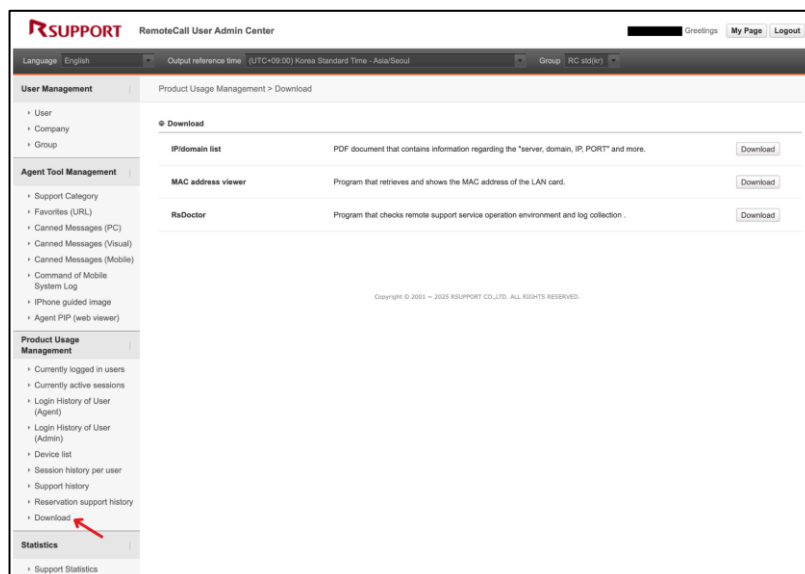 RSUPPORT RemoteCall User Admin Center
Greetings My Page Logout
Language English Output reference time (UTC+09:00) Korea Standard Time - Asia/Seoul Group RC std(kr)
User Management
User
Company
Group
Agent Tool Management
Support Category
Favorites (URL)
Canned Messages (PC)
Canned Messages (Visual)
Canned Messages (Mobile)
Command of Mobile
System Log
IPhone guided image
Agent PIP (web viewer)
Product Usage
Management
Currently logged in users
Currently active sessions
Login History of User
(Agent)
Login History of User
(Admin)
Device list
Session history per user
Support history
Reservation support history
Download
Statistics
Support Statistics
Product Usage Management > Download
Download
IP/domain list PDF document that contains information regarding the "server, domain, IP, PORT" and more. Download
MAC address viewer Program that retrieves and shows the MAC address of the LAN card. Download
RsDoctor Program that checks remote support service operation environment and log collection . Download
Copyright © 2001 ~ 2025 RSUPPORT CO.,LTD. ALL RIGHTS RESERVED.